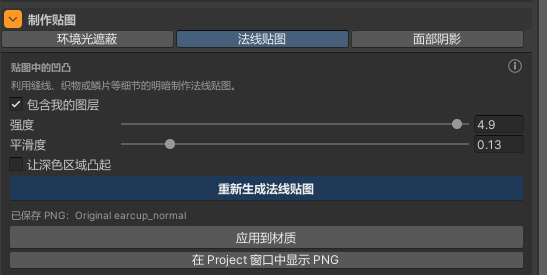 制作贴图
环境光遮蔽 法线贴图 面部阴影
贴图中的凹凸
利用缝线、织物或鳞片等细节的明暗制作法线贴图。
包含我的图层
强度 4.9
平滑度 0.13
让深色区域凸起
重新生成法线贴图
已保存 PNG：Original earcup_normal
应用到材质
在 Project 窗口中显示 PNG